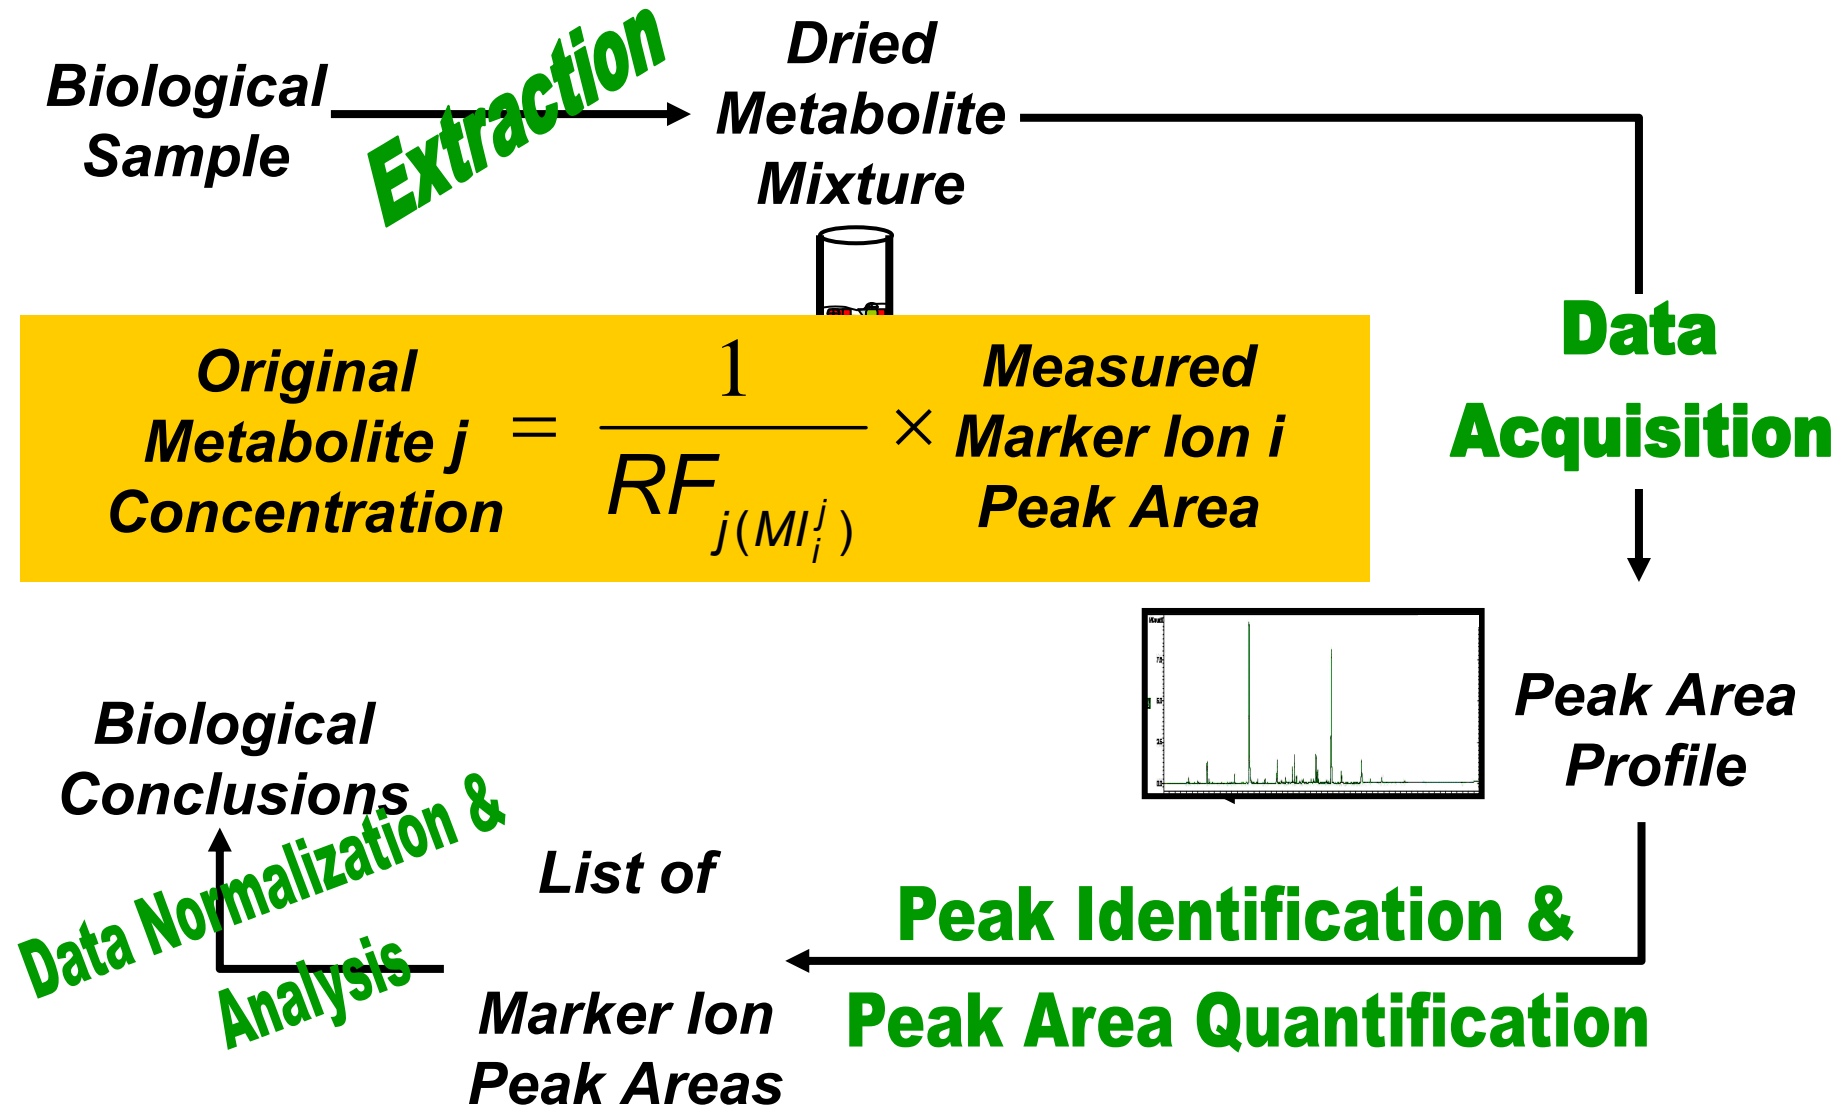 Biological
Sample
Extraction
Dried
Metabolite
Mixture
Data
Acquisition
Original
Metabolite j
Concentration
=
1
RF
j(MI_i^j)
×
Measured
Marker Ion i
Peak Area
Peak Area
Profile
Peak Identification &
Peak Area Quantification
List of
Marker Ion
Peak Areas
Data Normalization &
Analysis
Biological
Conclusions